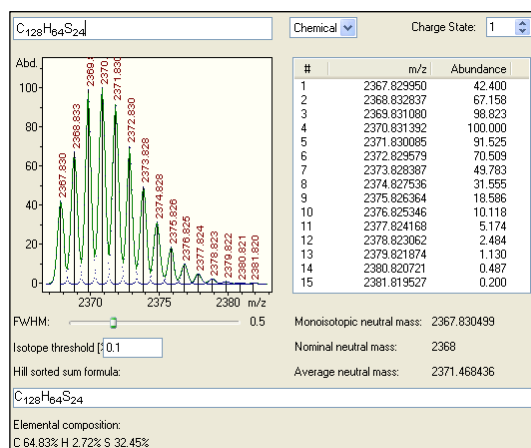 C128H64S24
Chemical
Charge State: 1
Abd.
100
80
60
40
20
0
2367.830
2368.833
2369.8
2370.
2371.830
2372.830
2373.828
2374.828
2375.826
2376.825
2377.824
2378.823
2379.822
2380.821
2381.820
2370 2375 2380 m/z
# m/z Abundance
1 2367.829950 42.400
2 2368.832837 67.158
3 2369.831080 98.823
4 2370.831392 100.000
5 2371.830085 91.525
6 2372.829579 70.509
7 2373.828387 49.783
8 2374.827536 31.555
9 2375.826364 18.586
10 2376.825346 10.118
11 2377.824168 5.174
12 2378.823062 2.484
13 2379.821874 1.130
14 2380.820721 0.487
15 2381.819527 0.200
FWHM: 0.5
Isotope threshold [ 0.1
Hill sorted sum formula:
Monoisotopic neutral mass: 2367.830499
Nominal neutral mass: 2368
Average neutral mass: 2371.468436
C128H64S24
Elemental composition:
C 64.83% H 2.72% S 32.45%